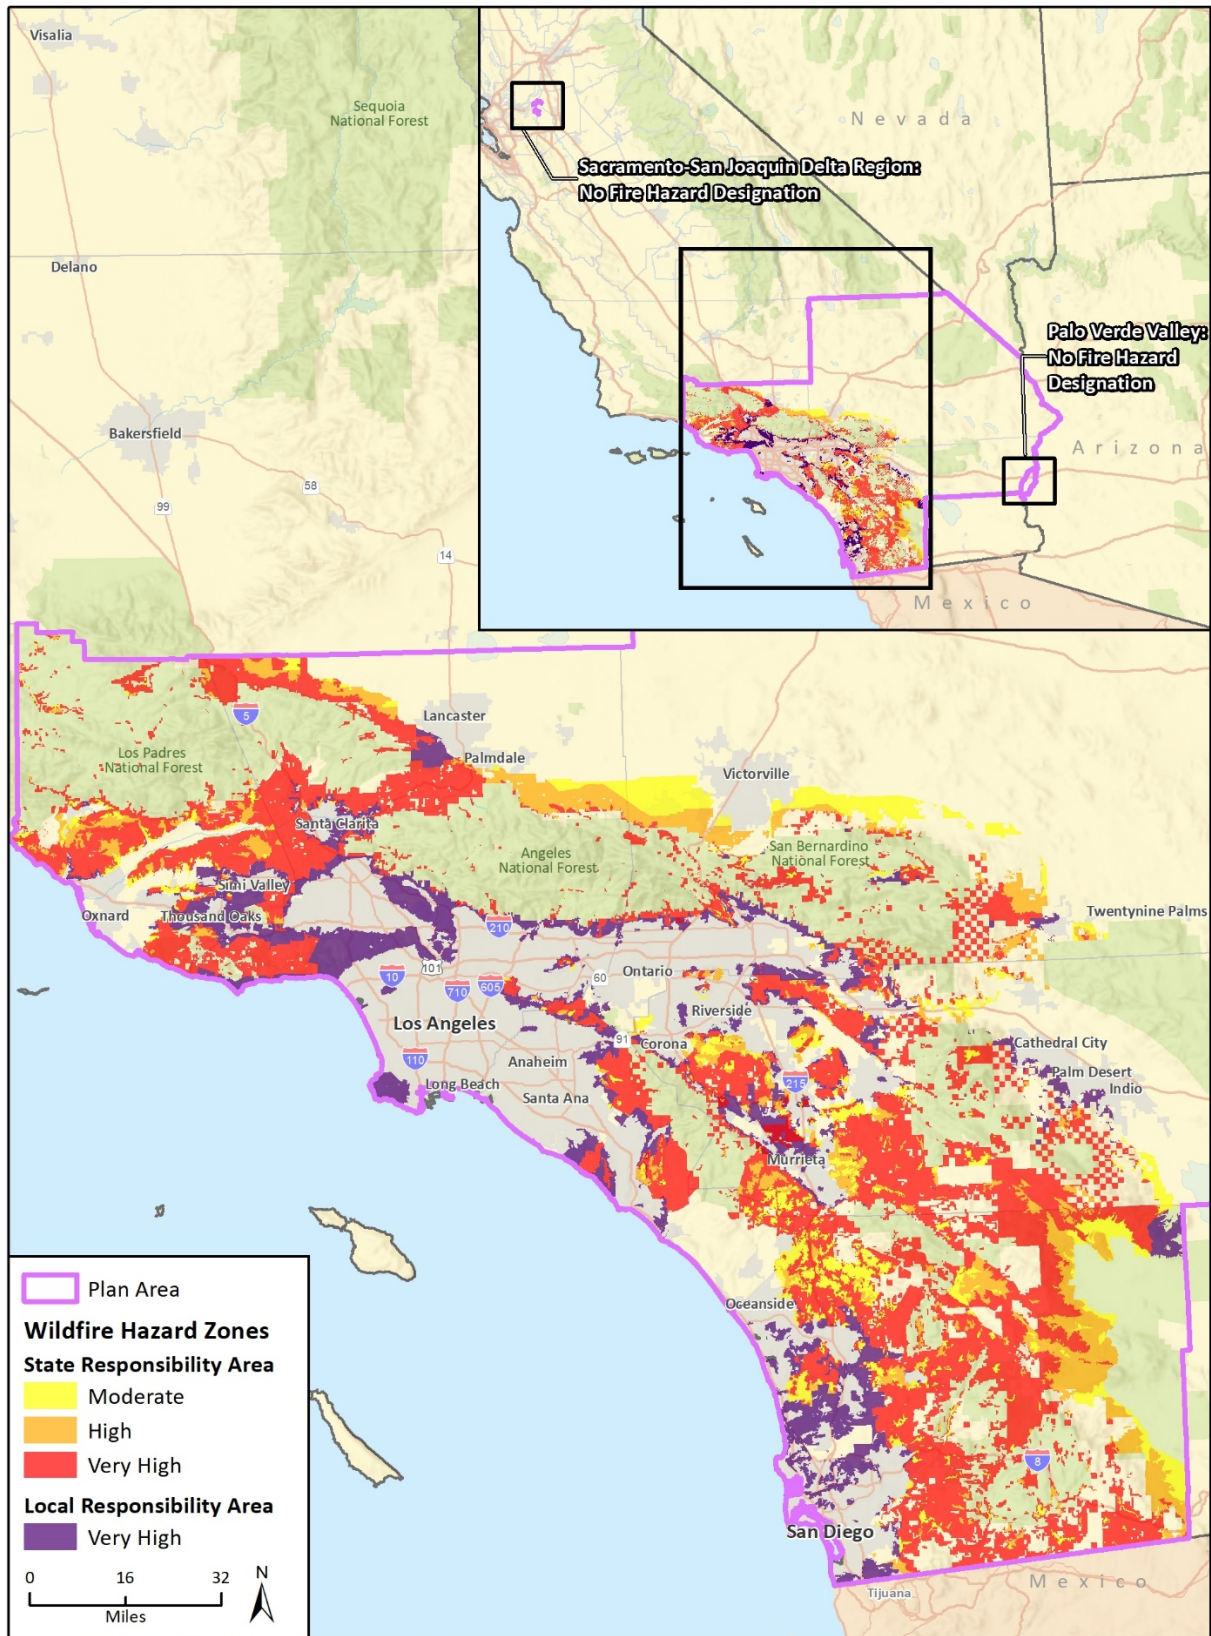 Visalia
Sequoia
National Forest
Delano
Bakersfield
58
99
14
Nevada
Sacramento-San Joaquin Delta Region:
No Fire Hazard Designation
Palo Verde Valley:
No Fire Hazard
Designation
Arizona
Mexico
5
Lancaster
Los Padres
National Forest
Palmdale
Victorville
Santa Clarita
Angeles
National Forest
San Bernardino
National Forest
Simi Valley
Oxnard
Thousand Oaks
Twentynine Palms
210
101
10
710
605
60
Ontario
Los Angeles
Riverside
91
Corona
Cathedral City
110
Anaheim
Long Beach
215
Palm Desert
Indio
Santa Ana
Murrieta
Oceanside
8
San Diego
Tijuana
Mexico
Plan Area
Wildfire Hazard Zones
State Responsibility Area
Moderate
High
Very High
Local Responsibility Area
Very High
0 16 32
Miles
N